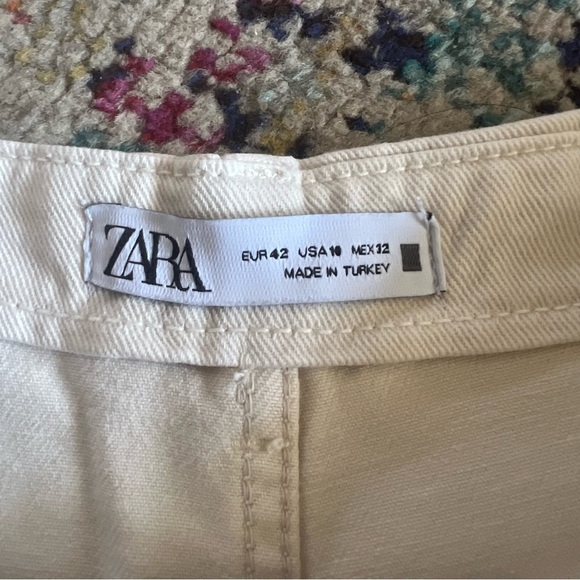 ZARA
EUR 42 USA 10 MEX 32
MADE IN TURKEY